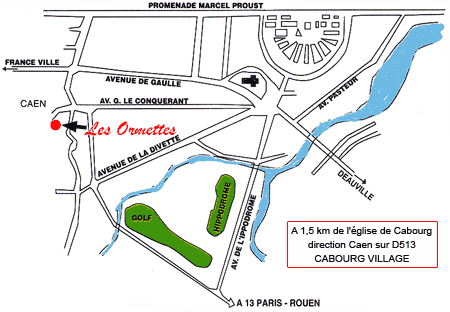 PROMENADE MARCEL PROUST
FRANCE VILLE
AVENUE DE GAULLE
CAEN
AV. G. LE CONQUERANT
AV. PASTEUR
Les Ormettes
AVENUE DE LA DIVETTE
DEAUVILLE
GOLF
HIPPODROME
AV. DE L'IPPODROME
A 1,5 km de l'église de Cabourg
direction Caen sur D513
CABOURG VILLAGE
A 13 PARIS - ROUEN